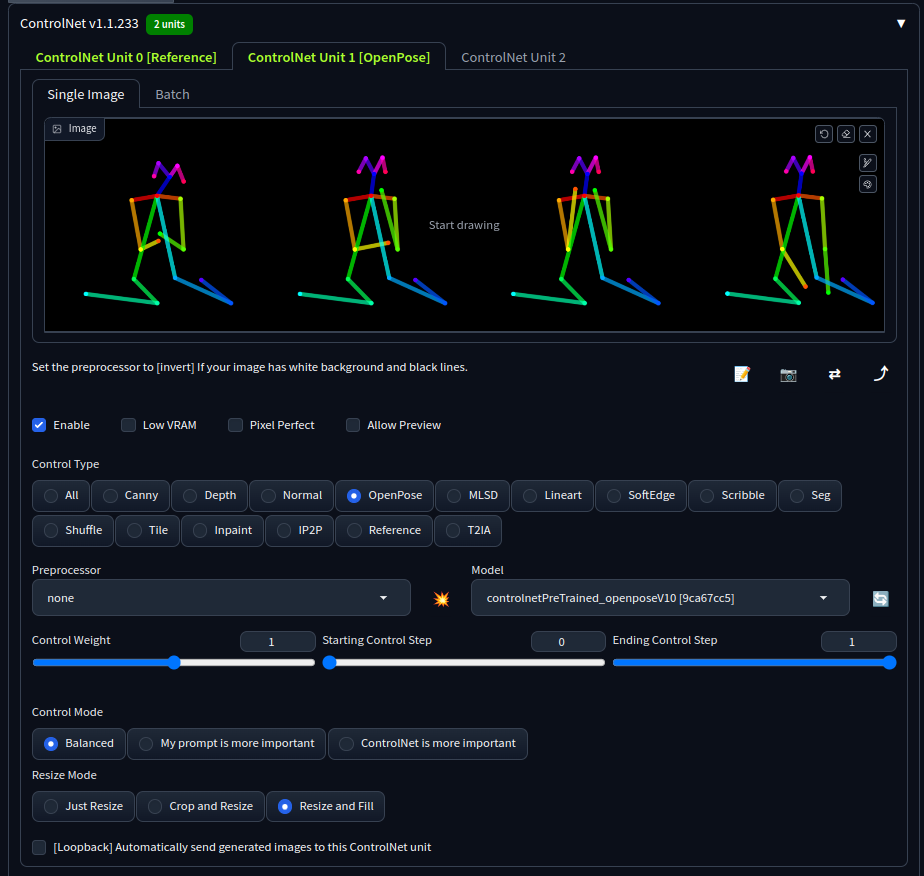 ControlNet v1.1.233 2 units
ControlNet Unit 0 [Reference] ControlNet Unit 1 [OpenPose] ControlNet Unit 2
Single Image Batch
Image
Start drawing
Set the preprocessor to [invert] If your image has white background and black lines.
Enable Low VRAM Pixel Perfect Allow Preview
Control Type
All Canny Depth Normal OpenPose MLSD Lineart SoftEdge Scribble Seg
Shuffle Tile Inpaint IP2P Reference T2IA
Preprocessor Model
none controlnetPreTrained_openposeV10 [9ca67cc5]
Control Weight 1 Starting Control Step 0 Ending Control Step 1
Control Mode
Balanced My prompt is more important ControlNet is more important
Resize Mode
Just Resize Crop and Resize Resize and Fill
[Loopback] Automatically send generated images to this ControlNet unit